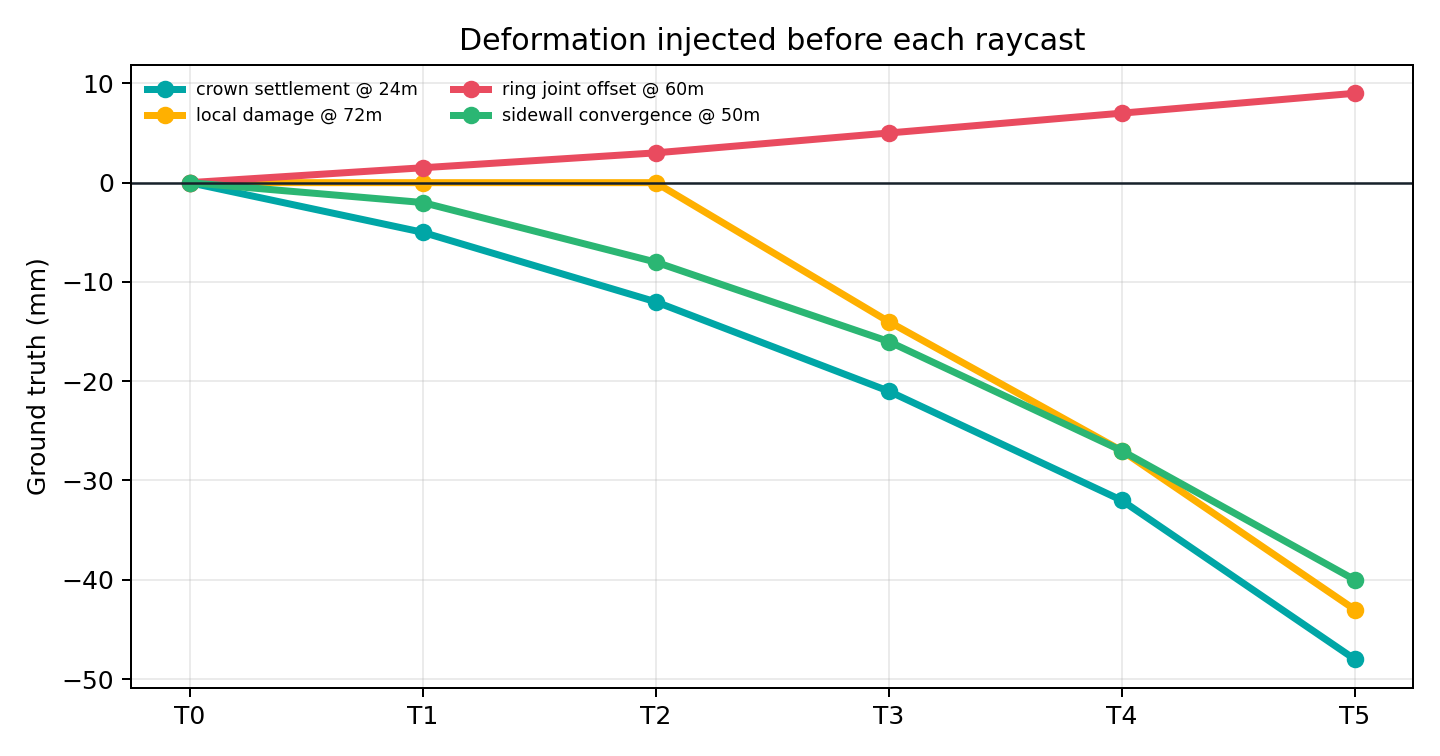 Deformation injected before each raycast
crown settlement @ 24m
local damage @ 72m
ring joint offset @ 60m
sidewall convergence @ 50m
Ground truth (mm)
10
0
−10
−20
−30
−40
−50
T0 T1 T2 T3 T4 T5